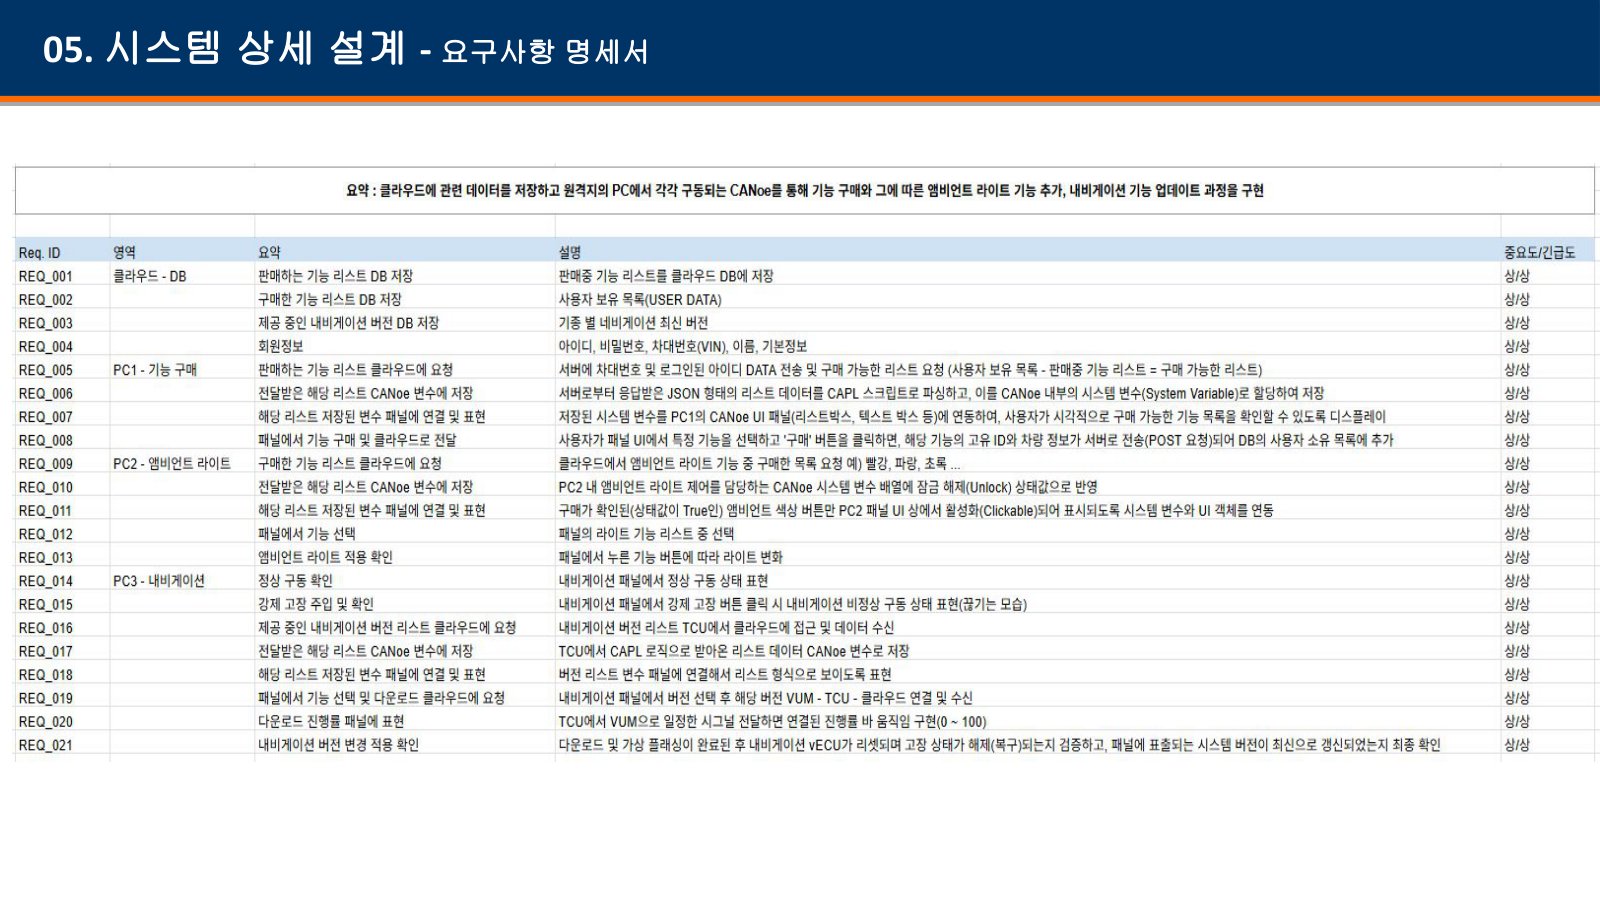 05. 시스템 상세 설계 - 요구사항 명세서
요약 : 클라우드에 관련 데이터를 저장하고 원격지의 PC에서 각각 구동되는 CANoe를 통해 기능 구매와 그에 따른 앰비언트 라이트 기능 추가, 내비게이션 기능 업데이트 과정을 구현
Req. ID 영역 요약 설명 중요도/긴급도
REQ_001 클라우드 - DB 판매하는 기능 리스트 DB 저장 판매중 기능 리스트를 클라우드 DB에 저장 상/상
REQ_002 구매한 기능 리스트 DB 저장 사용자 보유 목록(USER DATA) 상/상
REQ_003 제공 중인 내비게이션 버전 DB 저장 기종 별 네비게이션 최신 버전 상/상
REQ_004 회원정보 아이디, 비밀번호, 차대번호(VIN), 이름, 기본정보 상/상
REQ_005 PC1 - 기능 구매 판매하는 기능 리스트 클라우드에 요청 서버에 차대번호 및 로그인된 아이디 DATA 전송 및 구매 가능한 리스트 요청 (사용자 보유 목록 - 판매중 기능 리스트 = 구매 가능한 리스트) 상/상
REQ_006 전달받은 해당 리스트 CANoe 변수에 저장 서버로부터 응답받은 JSON 형태의 리스트 데이터를 CAPL 스크립트로 파싱하고, 이를 CANoe 내부의 시스템 변수(System Variable)로 할당하여 저장 상/상
REQ_007 해당 리스트 저장된 변수 패널에 연결 및 표현 저장된 시스템 변수를 PC1의 CANoe UI 패널(리스트박스, 텍스트 박스 등)에 연동하여, 사용자가 시각적으로 구매 가능한 기능 목록을 확인할 수 있도록 디스플레이 상/상
REQ_008 패널에서 기능 구매 및 클라우드로 전달 사용자가 패널 UI에서 특정 기능을 선택하고 '구매' 버튼을 클릭하면, 해당 기능의 고유 ID와 차량 정보가 서버로 전송(POST 요청)되어 DB의 사용자 소유 목록에 추가 상/상
REQ_009 PC2 - 앰비언트 라이트 구매한 기능 리스트 클라우드에 요청 클라우드에서 앰비언트 라이트 기능 중 구매한 목록 요청 예) 빨강, 파랑, 초록 ... 상/상
REQ_010 전달받은 해당 리스트 CANoe 변수에 저장 PC2 내 앰비언트 라이트 제어를 담당하는 CANoe 시스템 변수 배열에 잠금 해제(Unlock) 상태값으로 반영 상/상
REQ_011 해당 리스트 저장된 변수 패널에 연결 및 표현 구매가 확인된(상태값이 True인) 앰비언트 색상 버튼만 PC2 패널 UI 상에서 활성화(Clickable)되어 표시되도록 시스템 변수와 UI 객체를 연동 상/상
REQ_012 패널에서 기능 선택 패널의 라이트 기능 리스트 중 선택 상/상
REQ_013 앰비언트 라이트 적용 확인 패널에서 누른 기능 버튼에 따라 라이트 변화 상/상
REQ_014 PC3 - 내비게이션 정상 구동 확인 내비게이션 패널에서 정상 구동 상태 표현 상/상
REQ_015 강제 고장 주입 및 확인 내비게이션 패널에서 강제 고장 버튼 클릭 시 내비게이션 비정상 구동 상태 표현(끊기는 모습) 상/상
REQ_016 제공 중인 내비게이션 버전 리스트 클라우드에 요청 내비게이션 버전 리스트 TCU에서 클라우드에 접근 및 데이터 수신 상/상
REQ_017 전달받은 해당 리스트 CANoe 변수에 저장 TCU에서 CAPL 로직으로 받아온 리스트 데이터 CANoe 변수로 저장 상/상
REQ_018 해당 리스트 저장된 변수 패널에 연결 및 표현 버전 리스트 변수 패널에 연결해서 리스트 형식으로 보이도록 표현 상/상
REQ_019 패널에서 기능 선택 및 다운로드 클라우드에 요청 내비게이션 패널에서 버전 선택 후 해당 버전 VUM - TCU - 클라우드 연결 및 수신 상/상
REQ_020 다운로드 진행률 패널에 표현 TCU에서 VUM으로 일정한 시그널 전달하면 연결된 진행률 바 움직임 구현(0 ~ 100) 상/상
REQ_021 내비게이션 버전 변경 적용 확인 다운로드 및 가상 플래싱이 완료된 후 내비게이션 vECU가 리셋되며 고장 상태가 해제(복구)되는지 검증하고, 패널에 표출되는 시스템 버전이 최신으로 갱신되었는지 최종 확인 상/상